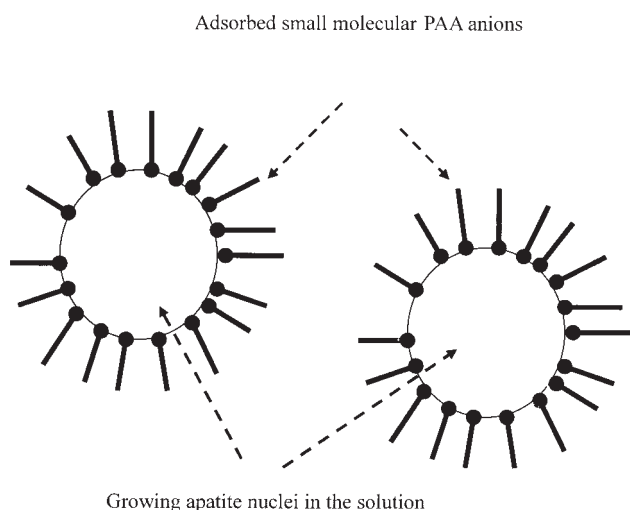 Adsorbed small molecular PAA anions
Growing apatite nuclei in the solution